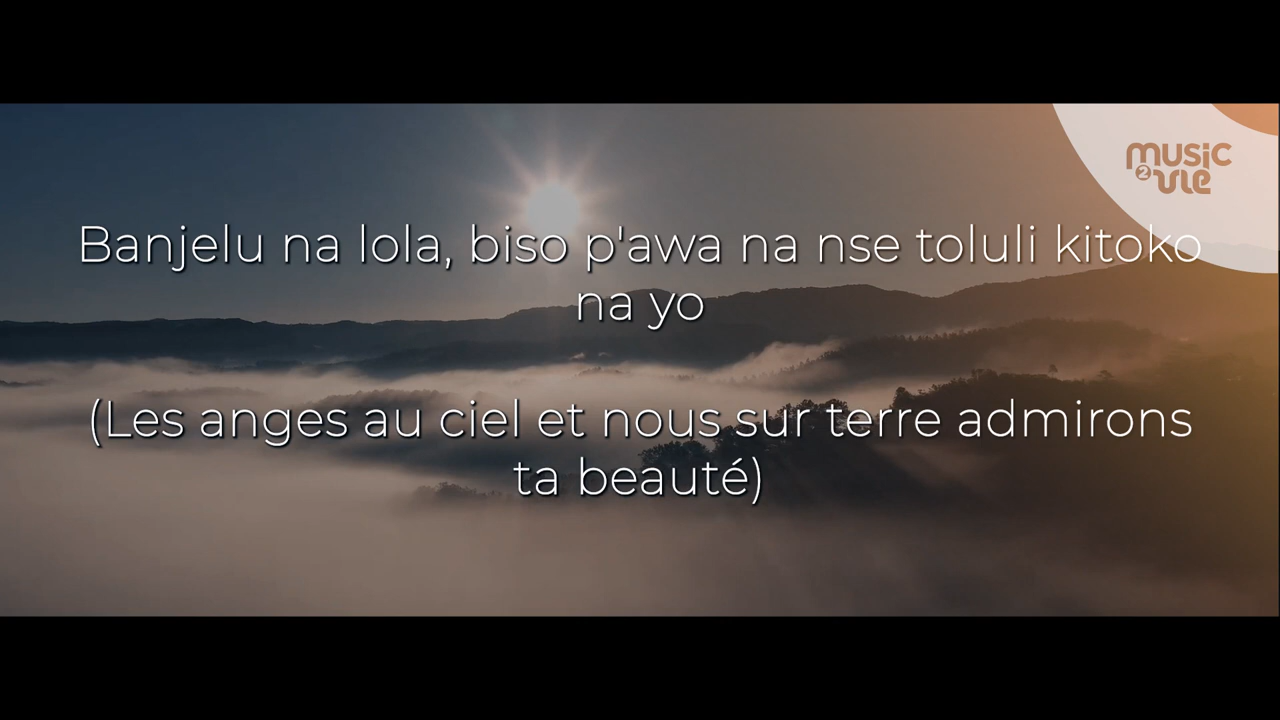 music
2 vie
Banjelu na lola, biso p'awa na nse toluli kitoko
na yo
(Les anges au ciel et nous sur terre admirons
ta beauté)